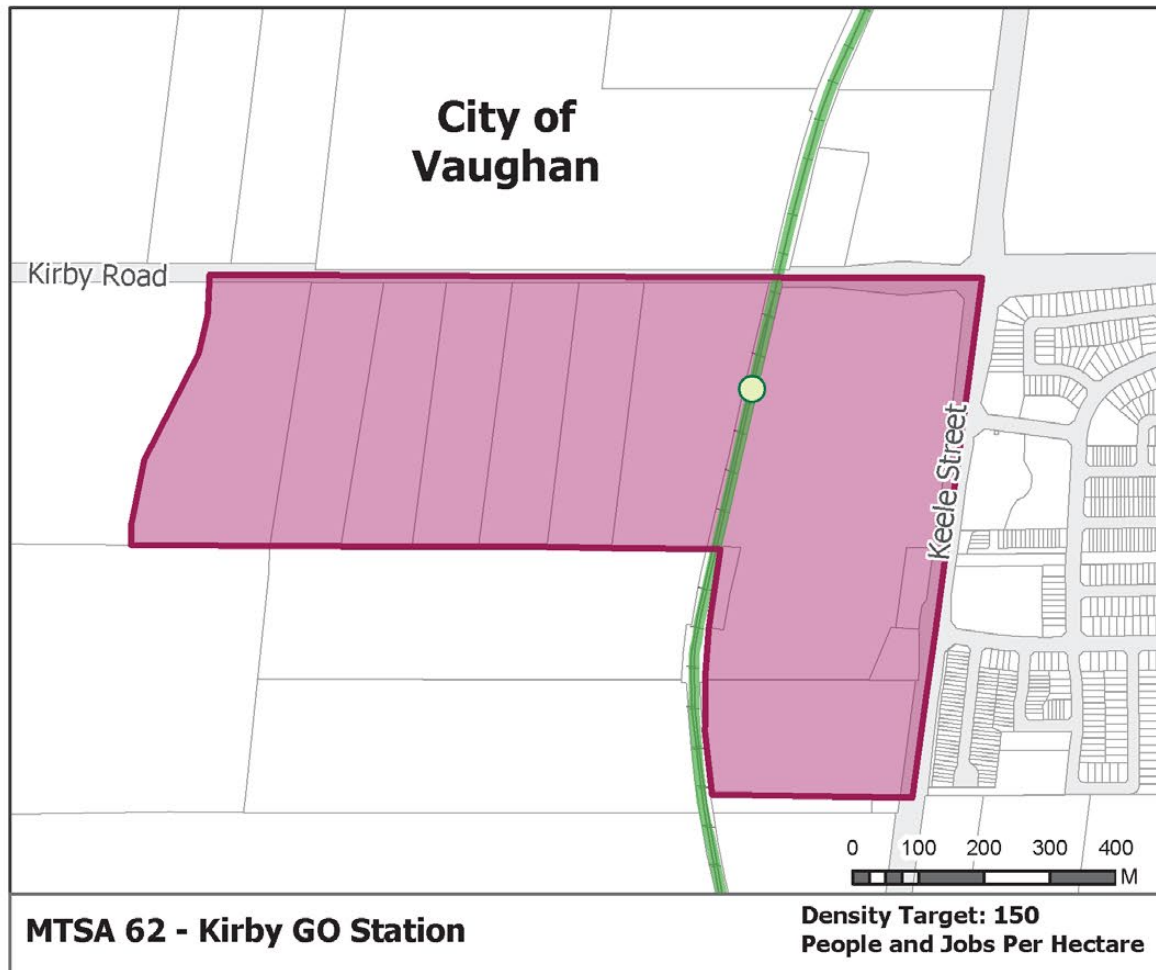 City of
Vaughan
Kirby Road
Keele Street
0 100 200 300 400
M
MTSA 62 - Kirby GO Station
Density Target: 150
People and Jobs Per Hectare